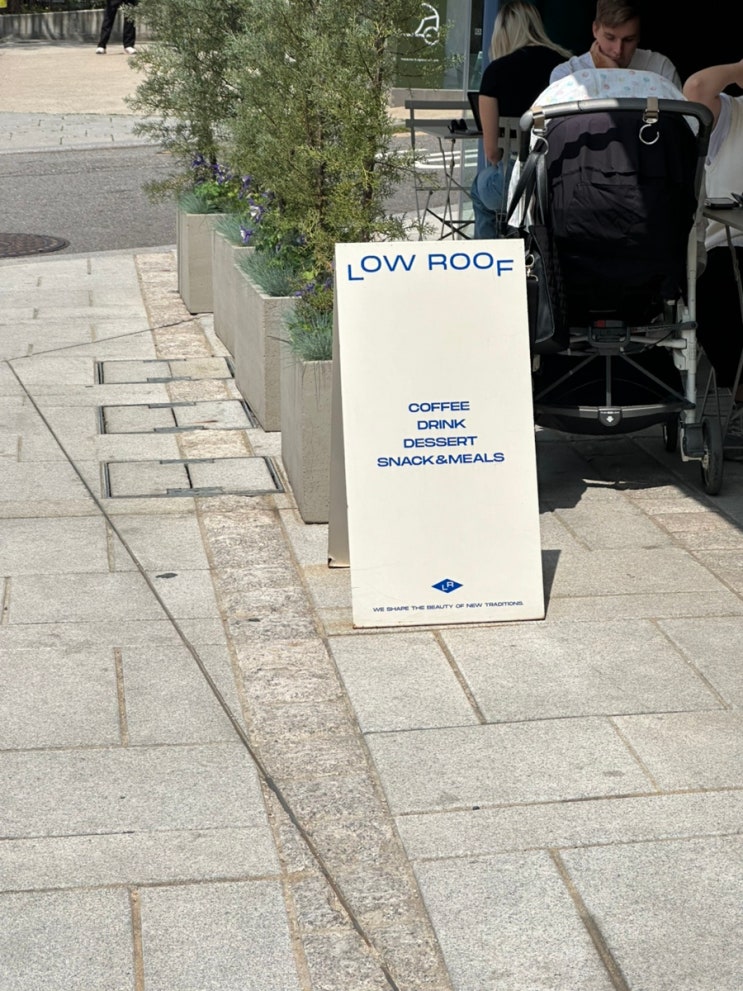 LOW ROOF
COFFEE
DRINK
DESSERT
SNACK&MEALS
LR
WE SHAPE THE BEAUTY OF NEW TRADITIONS.